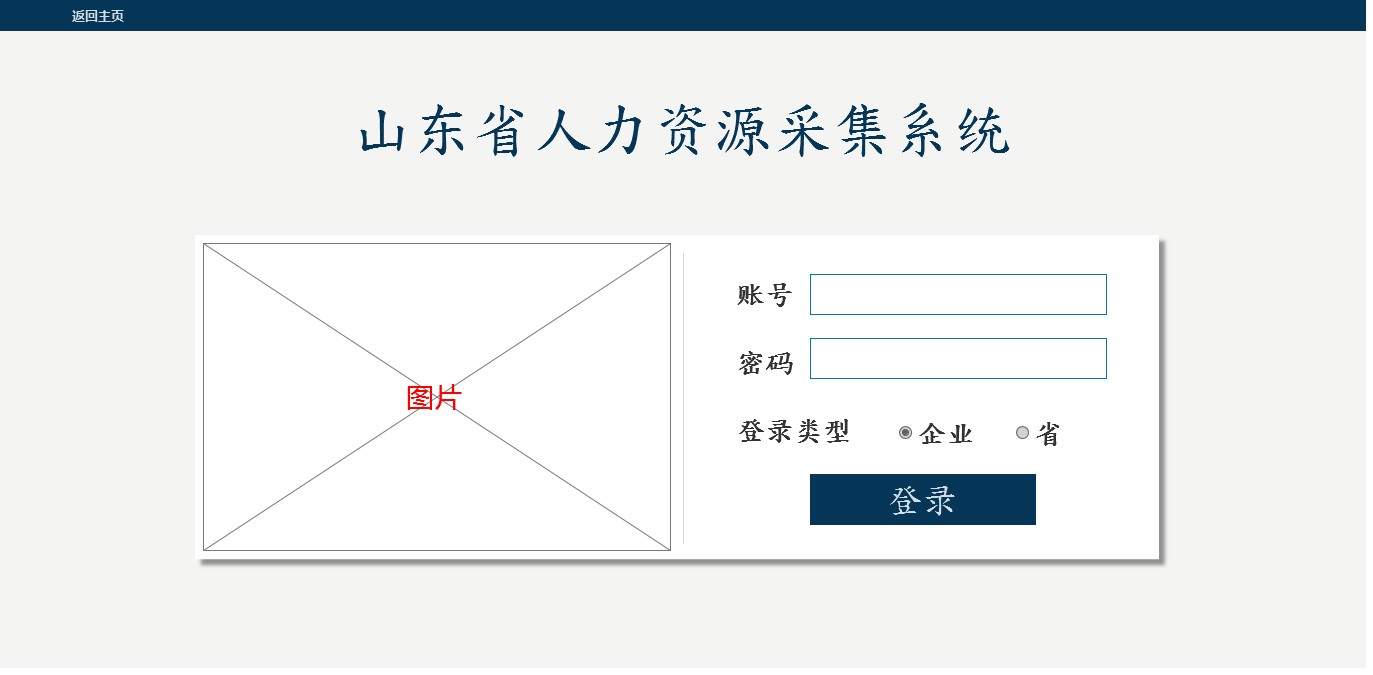 返回主页
山东省人力资源采集系统
图片
账号
密码
登录类型 企业 省
登录